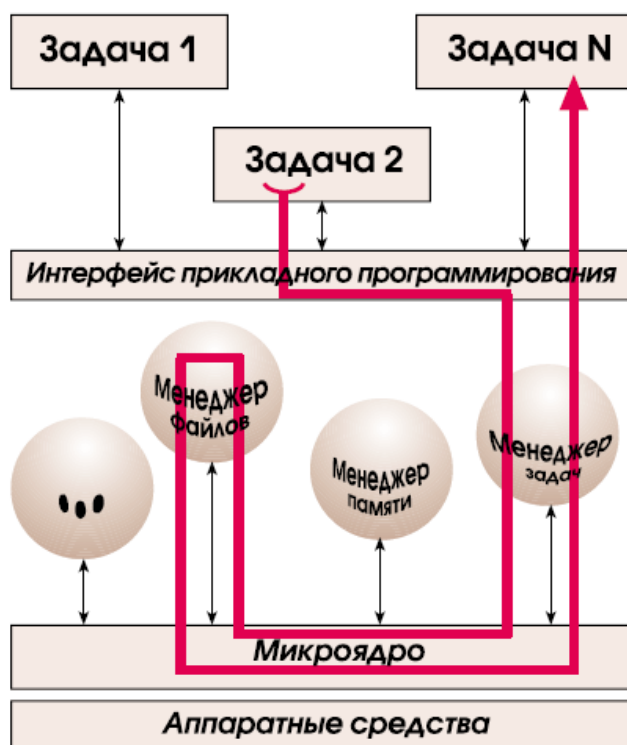 Задача 1
Задача N
Задача 2
Интерфейс прикладного программирования
Менеджер
файлов
Менеджер
памяти
Менеджер
задач
...
Микроядро
Аппаратные средства